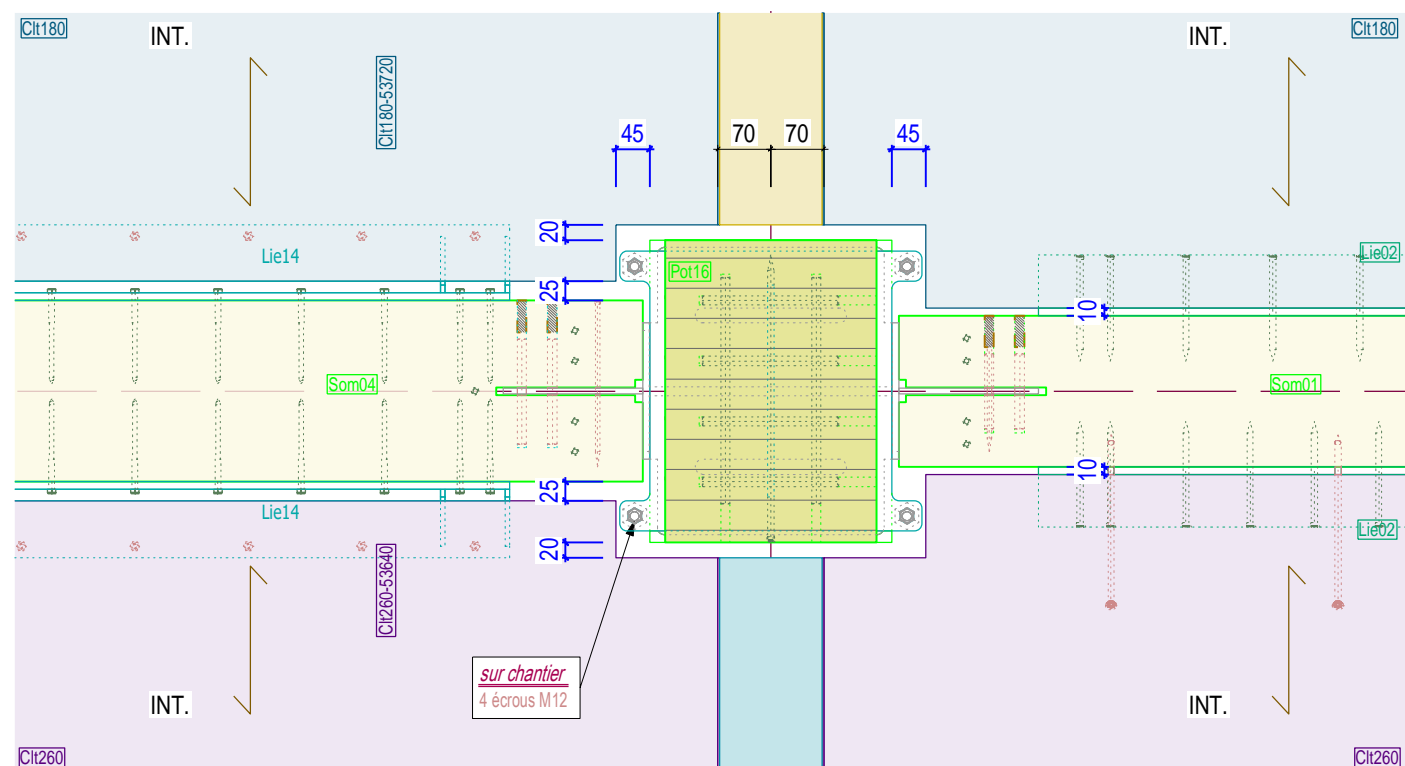 Clt180
INT.
INT.
Clt180
Clt180-53720
45
70
70
45
20
Lie14
Lie02
Pot16
25
10
Som04
Som01
25
10
Lie14
Lie02
20
Clt260-53640
sur chantier
4 écrous M12
INT.
INT.
Clt260
Clt260